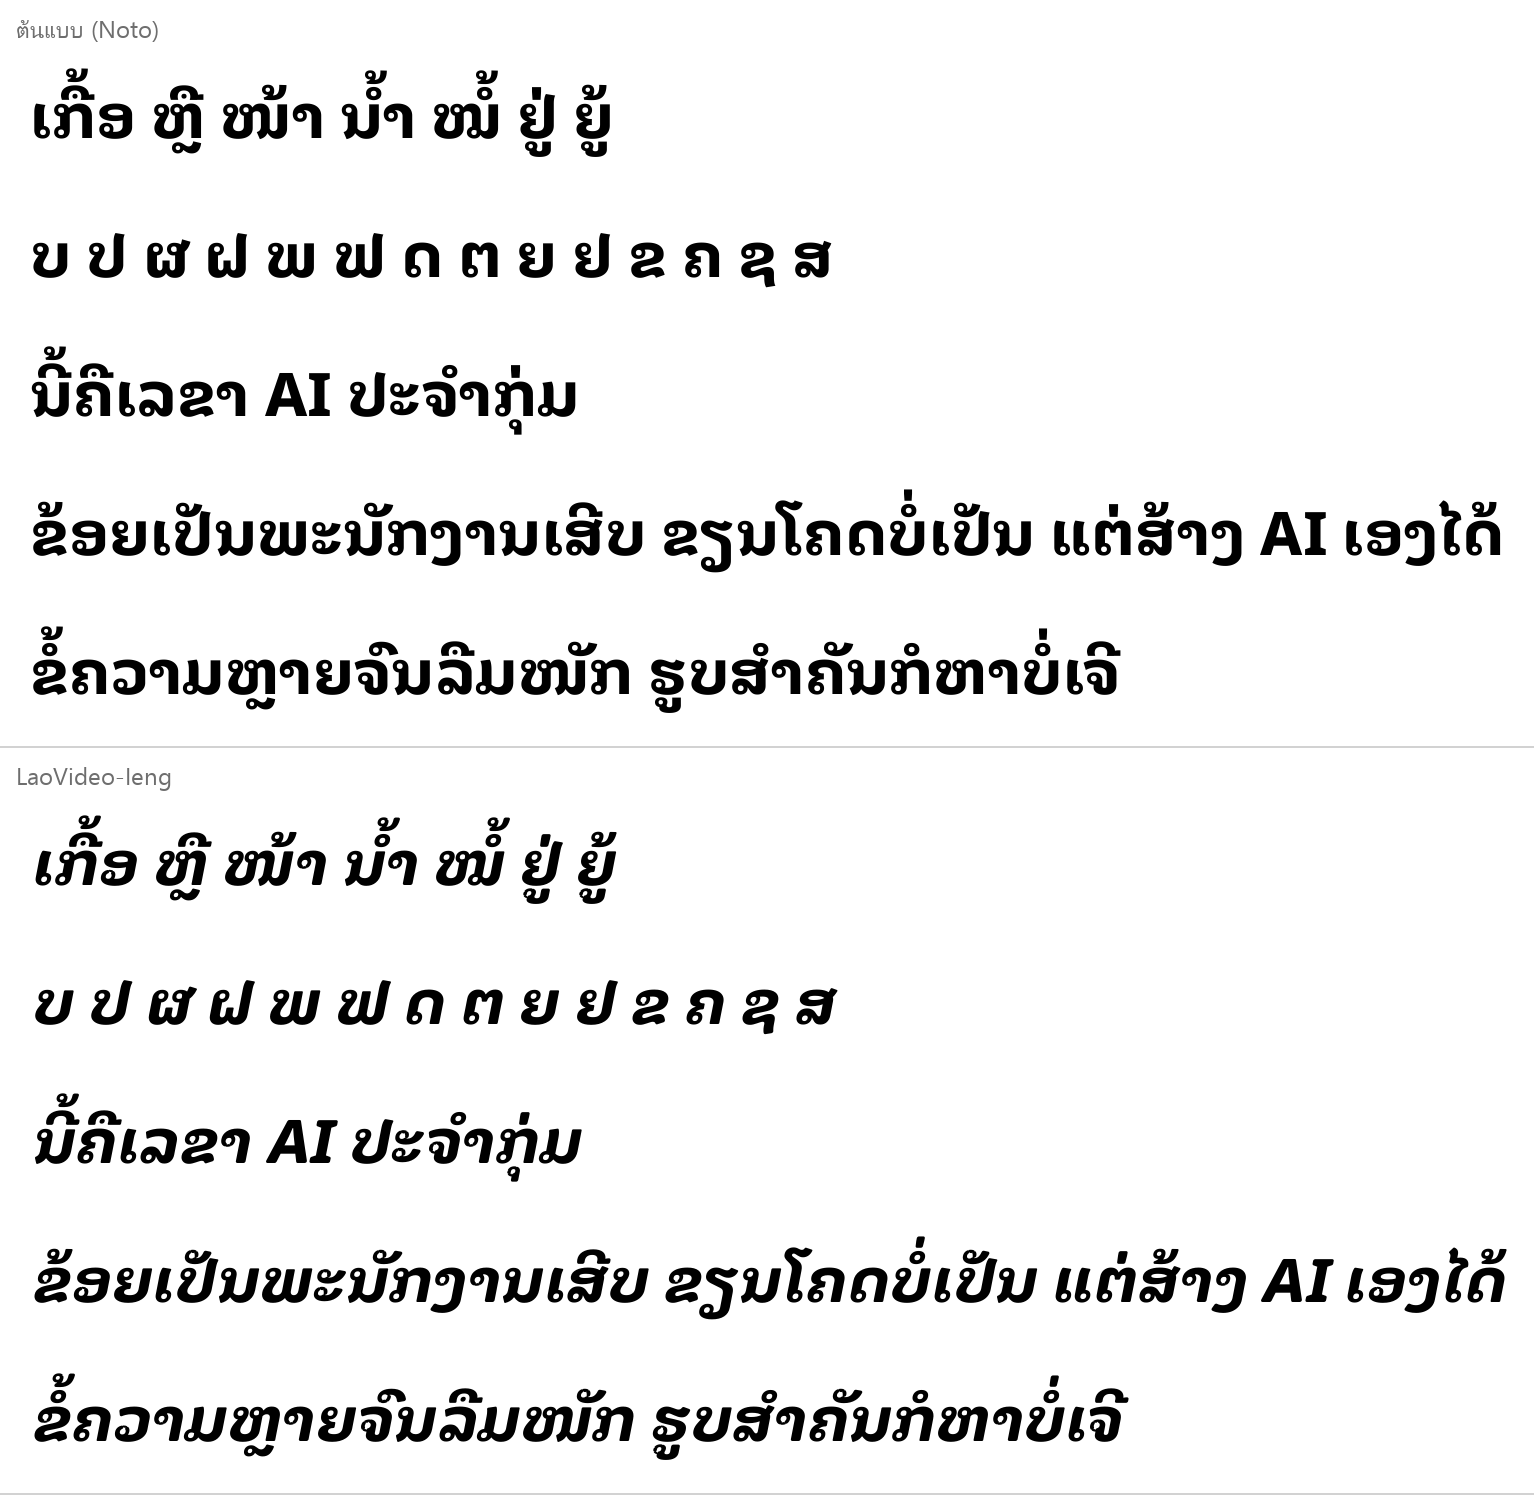 ต้นแบบ (Noto)
ເກື້ອ ຫຼື ໜ້າ ນ້ຳ ໝໍ້ ຢູ່ ຍູ້
ບ ປ ຜ ຝ ພ ຟ ດ ຕ ຍ ຢ ຂ ຄ ຊ ສ
ນີ້ຄືເລຂາ AI ປະຈຳກຸ່ມ
ຂ້ອຍເປັນພະນັກງານເສີບ ຂຽນໂຄດບໍ່ເປັນ ແຕ່ສ້າງ AI ເອງໄດ້
ຂໍ້ຄວາມຫຼາຍຈົນລືມໜັກ ຮູບສຳຄັນກໍຫາບໍ່ເຈີ
LaoVideo-Ieng
ເກື້ອ ຫຼື ໜ້າ ນ້ຳ ໝໍ້ ຢູ່ ຍູ້
ບ ປ ຜ ຝ ພ ຟ ດ ຕ ຍ ຢ ຂ ຄ ຊ ສ
ນີ້ຄືເລຂາ AI ປະຈຳກຸ່ມ
ຂ້ອຍເປັນພະນັກງານເສີບ ຂຽນໂຄດບໍ່ເປັນ ແຕ່ສ້າງ AI ເອງໄດ້
ຂໍ້ຄວາມຫຼາຍຈົນລືມໜັກ ຮູບສຳຄັນກໍຫາບໍ່ເຈີ